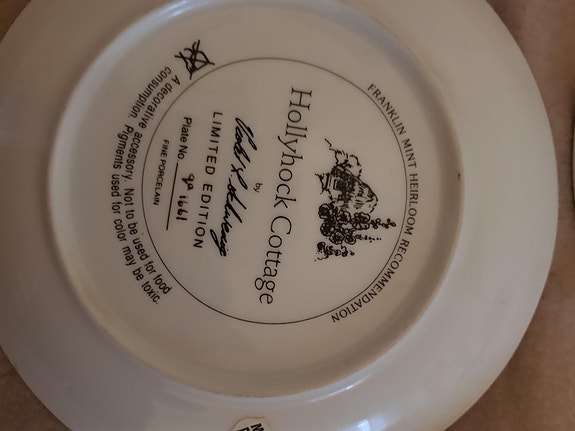 FRANKLIN MINT HEIRLOOM RECOMMENDATION
Hollyhock Cottage
by
LIMITED EDITION
Plate No. 1661
FINE PORCELAIN
A decorative accessory. Not to be used for food
consumption. Pigments used for color may be toxic.